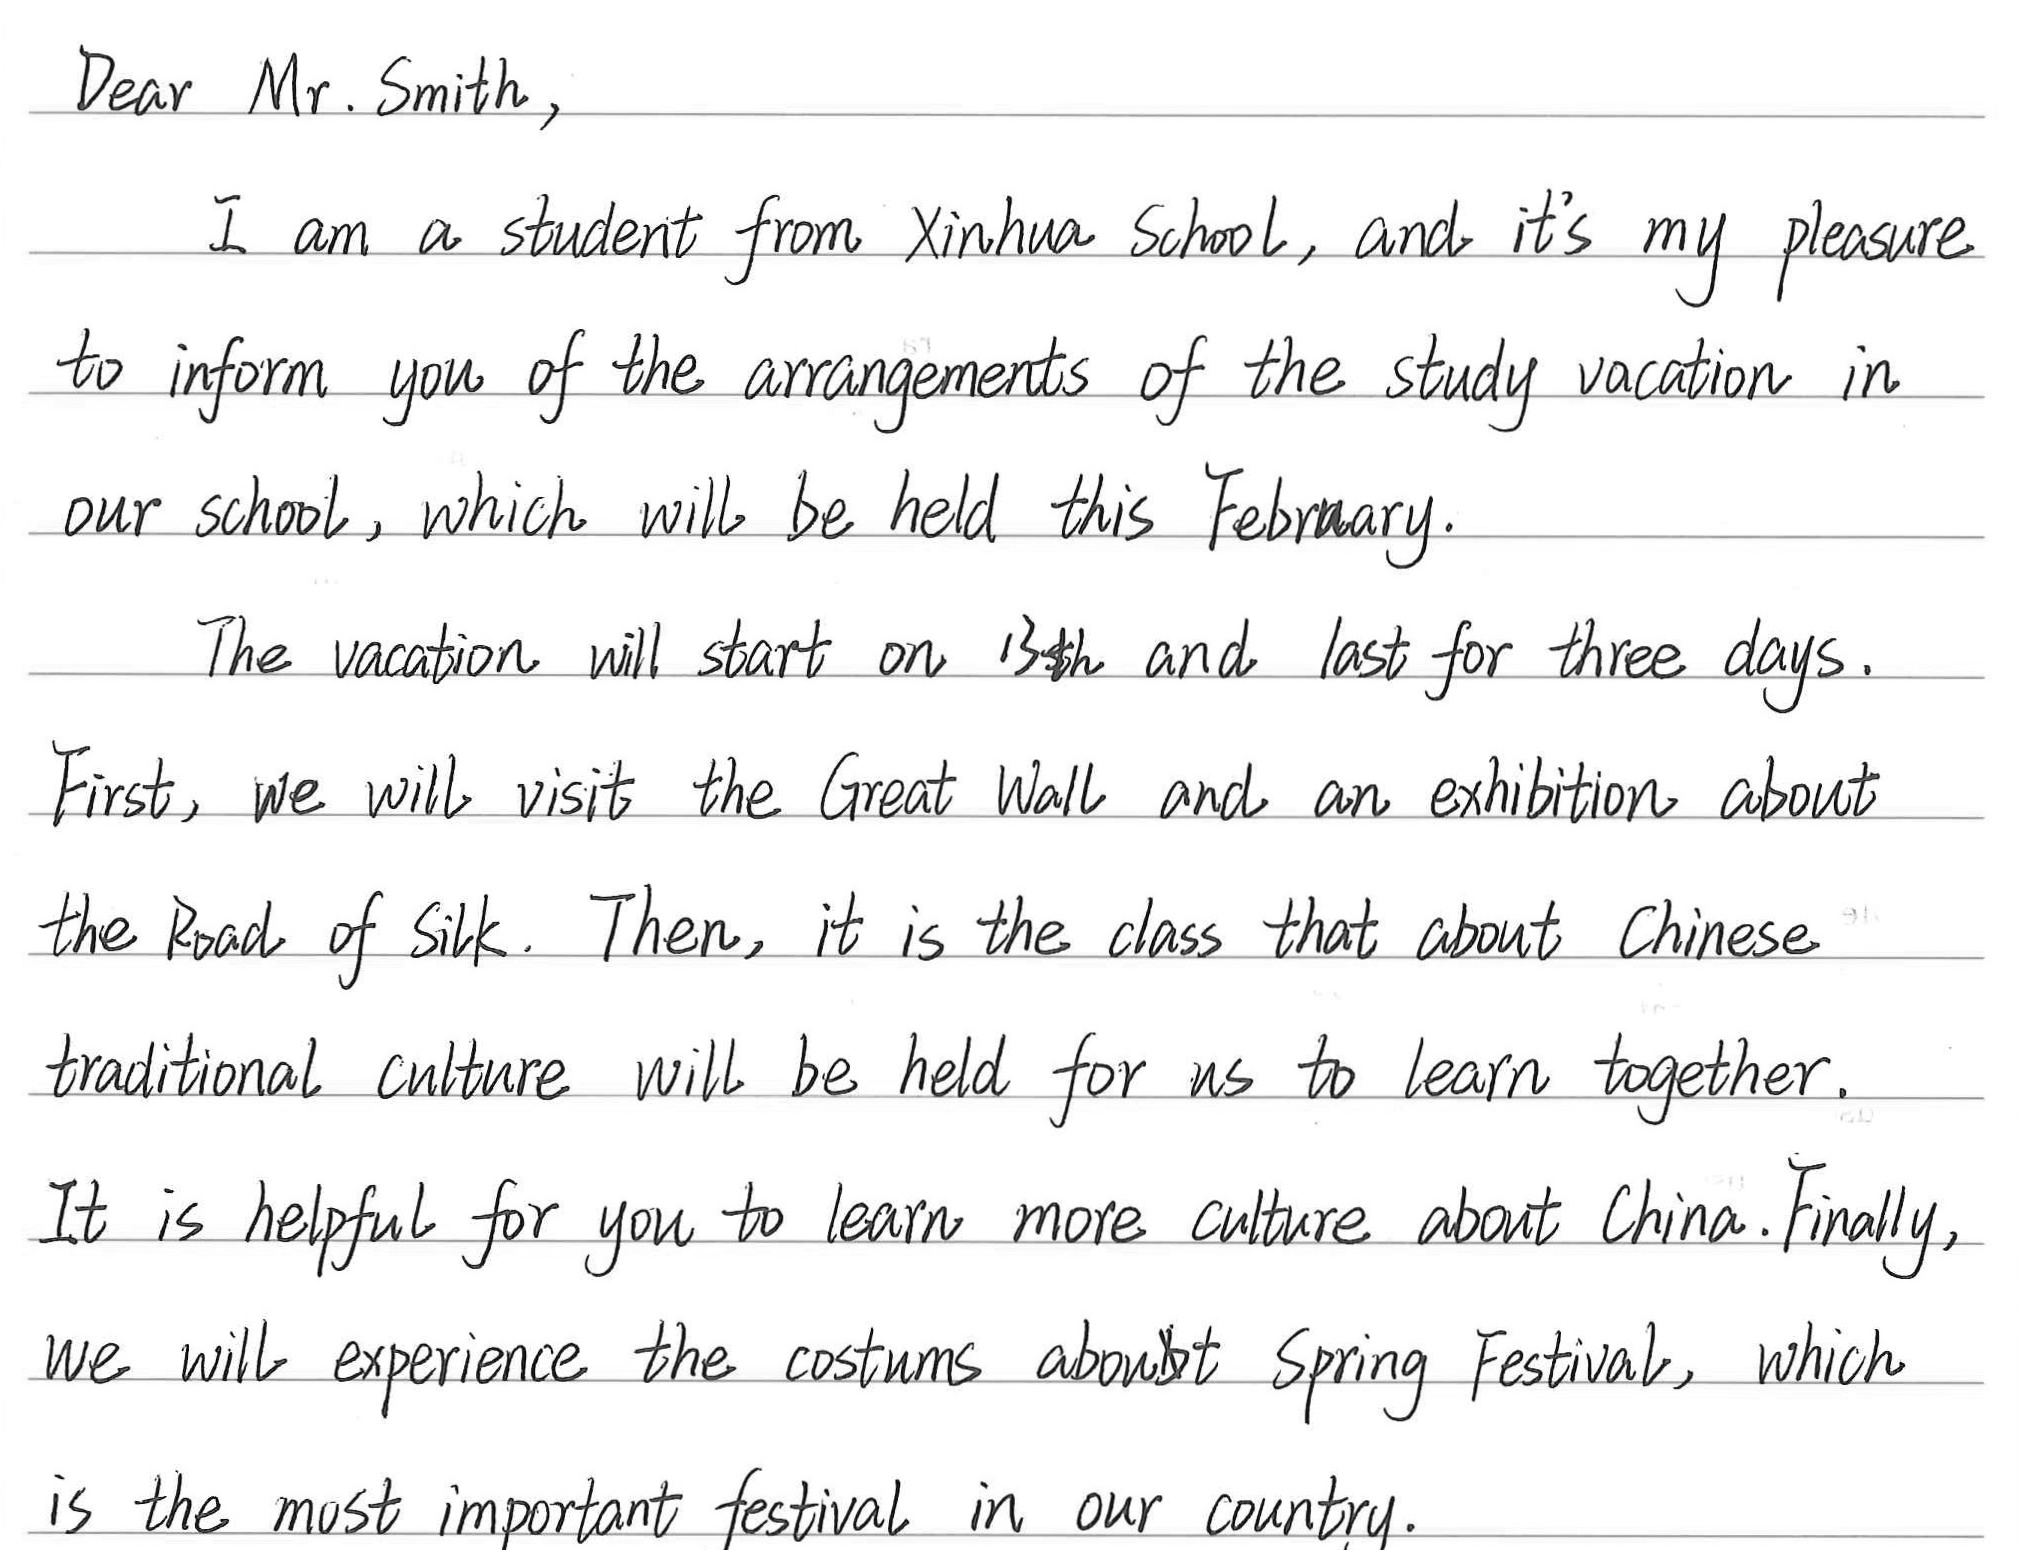 Dear Mr. Smith,
I am a student from Xinhua School, and it's my pleasure
to inform you of the arrangements of the study vacation in
our school, which will be held this February.
The vacation will start on 13th and last for three days.
First, we will visit the Great Wall and an exhibition about
the Road of Silk. Then, it is the class that about Chinese
traditional culture will be held for us to learn together.
It is helpful for you to learn more culture about China. Finally,
we will experience the costums about Spring Festival, which
is the most important festival in our country.